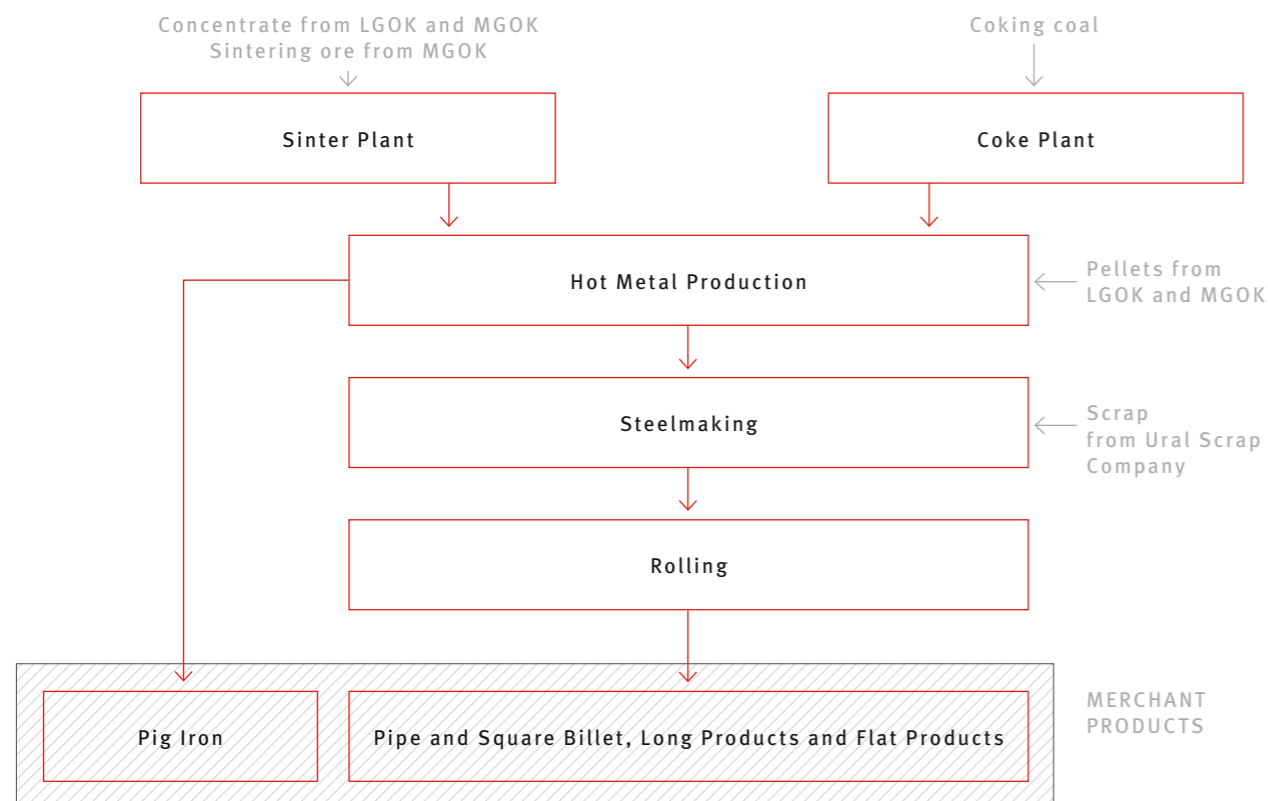 Concentrate from LGOK and MGOK
Sintering ore from MGOK
Coking coal
Sinter Plant
Coke Plant
Hot Metal Production
Pellets from
LGOK and MGOK
Steelmaking
Scrap
from Ural Scrap
Company
Rolling
MERCHANT
PRODUCTS
Pig Iron
Pipe and Square Billet, Long Products and Flat Products